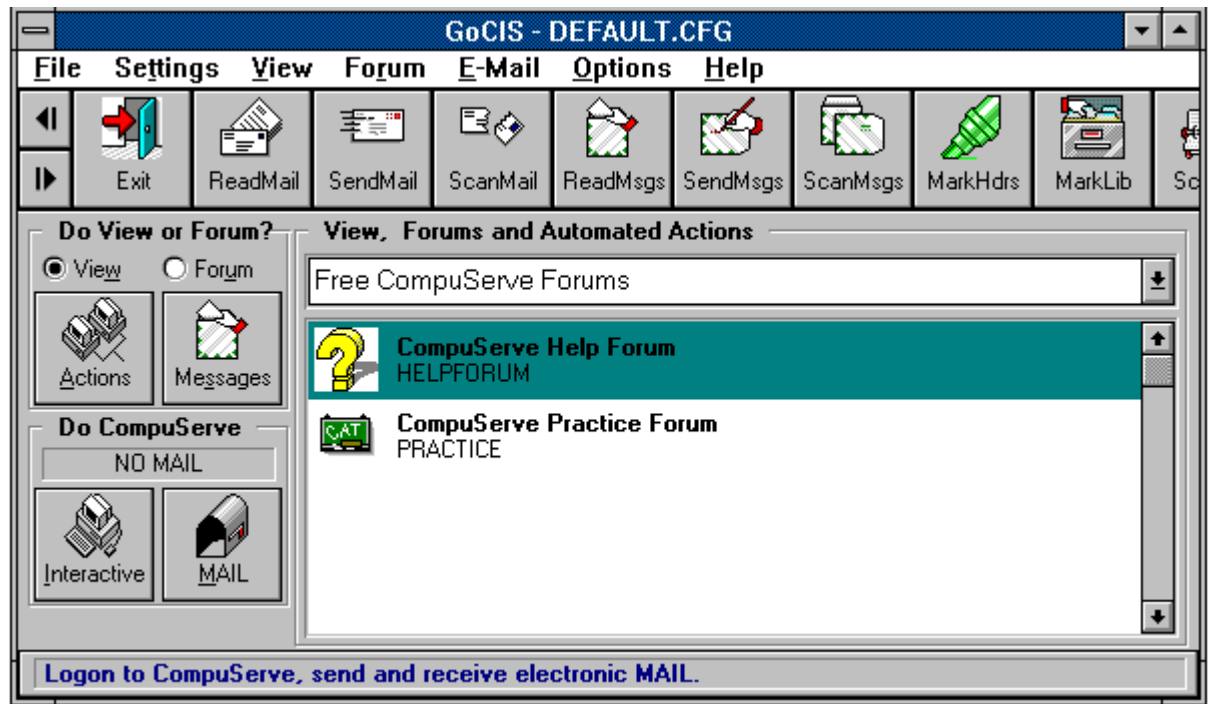 GoCIS - DEFAULT.CFG
File Settings View Forum E-Mail Options Help
Exit ReadMail SendMail ScanMail ReadMsgs SendMsgs ScanMsgs MarkHdrs MarkLib Sc
Do View or Forum?
View Forum
Actions Messages
Do CompuServe
NO MAIL
Interactive MAIL
View, Forums and Automated Actions
Free CompuServe Forums
CompuServe Help Forum
HELPFORUM
CAT
CompuServe Practice Forum
PRACTICE
Logon to CompuServe, send and receive electronic MAIL.